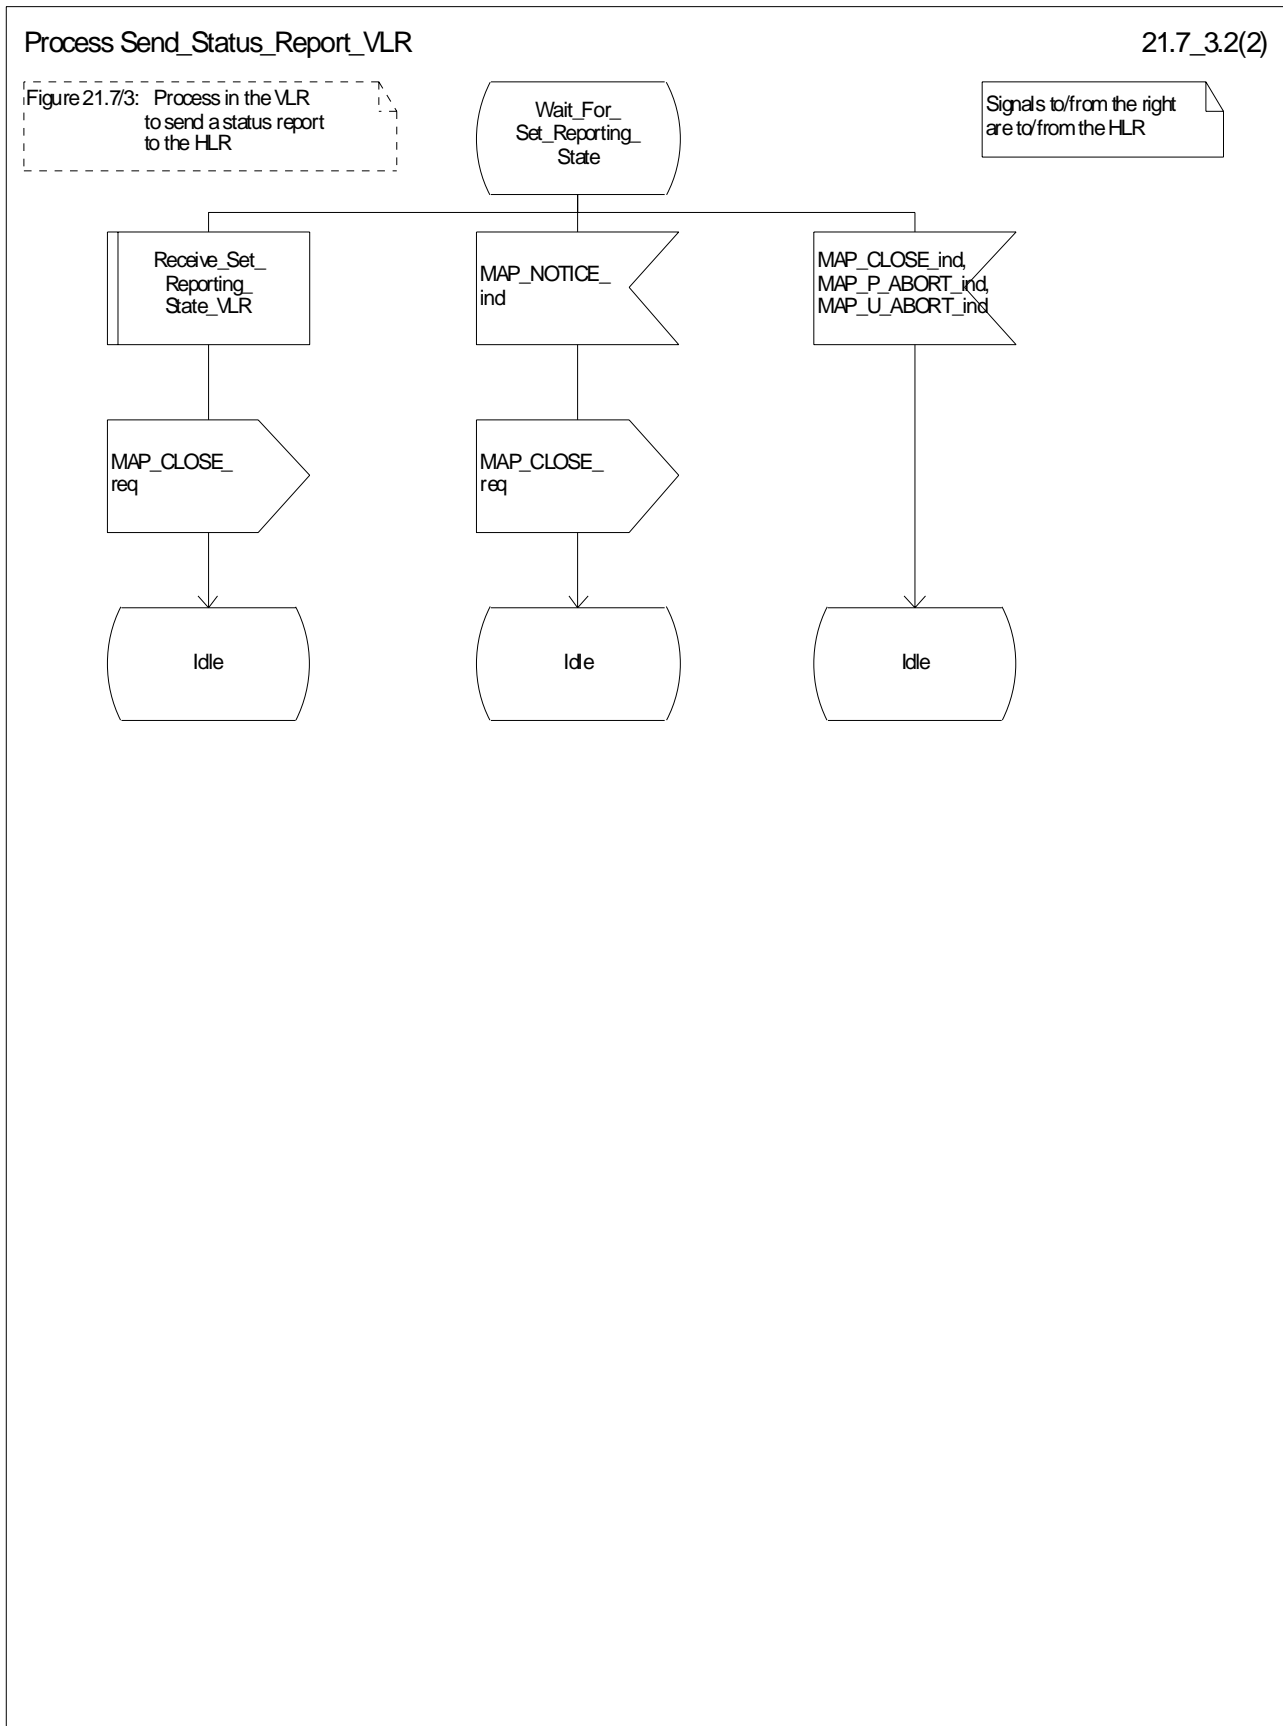 Process Send_Status_Report_VLR
21.7_3.2(2)
Figure 21.7/3: Process in the VLR
to send a status report
to the HLR
Wait_For_
Set_Reporting_
State
Signals to/from the right
are to/from the HLR
Receive_Set_
Reporting_
State_VLR
MAP_NOTICE_
ind
MAP_CLOSE_ind,
MAP_P_ABORT_ind,
MAP_U_ABORT_ind
MAP_CLOSE_
req
MAP_CLOSE_
req
Idle
Idle
Idle